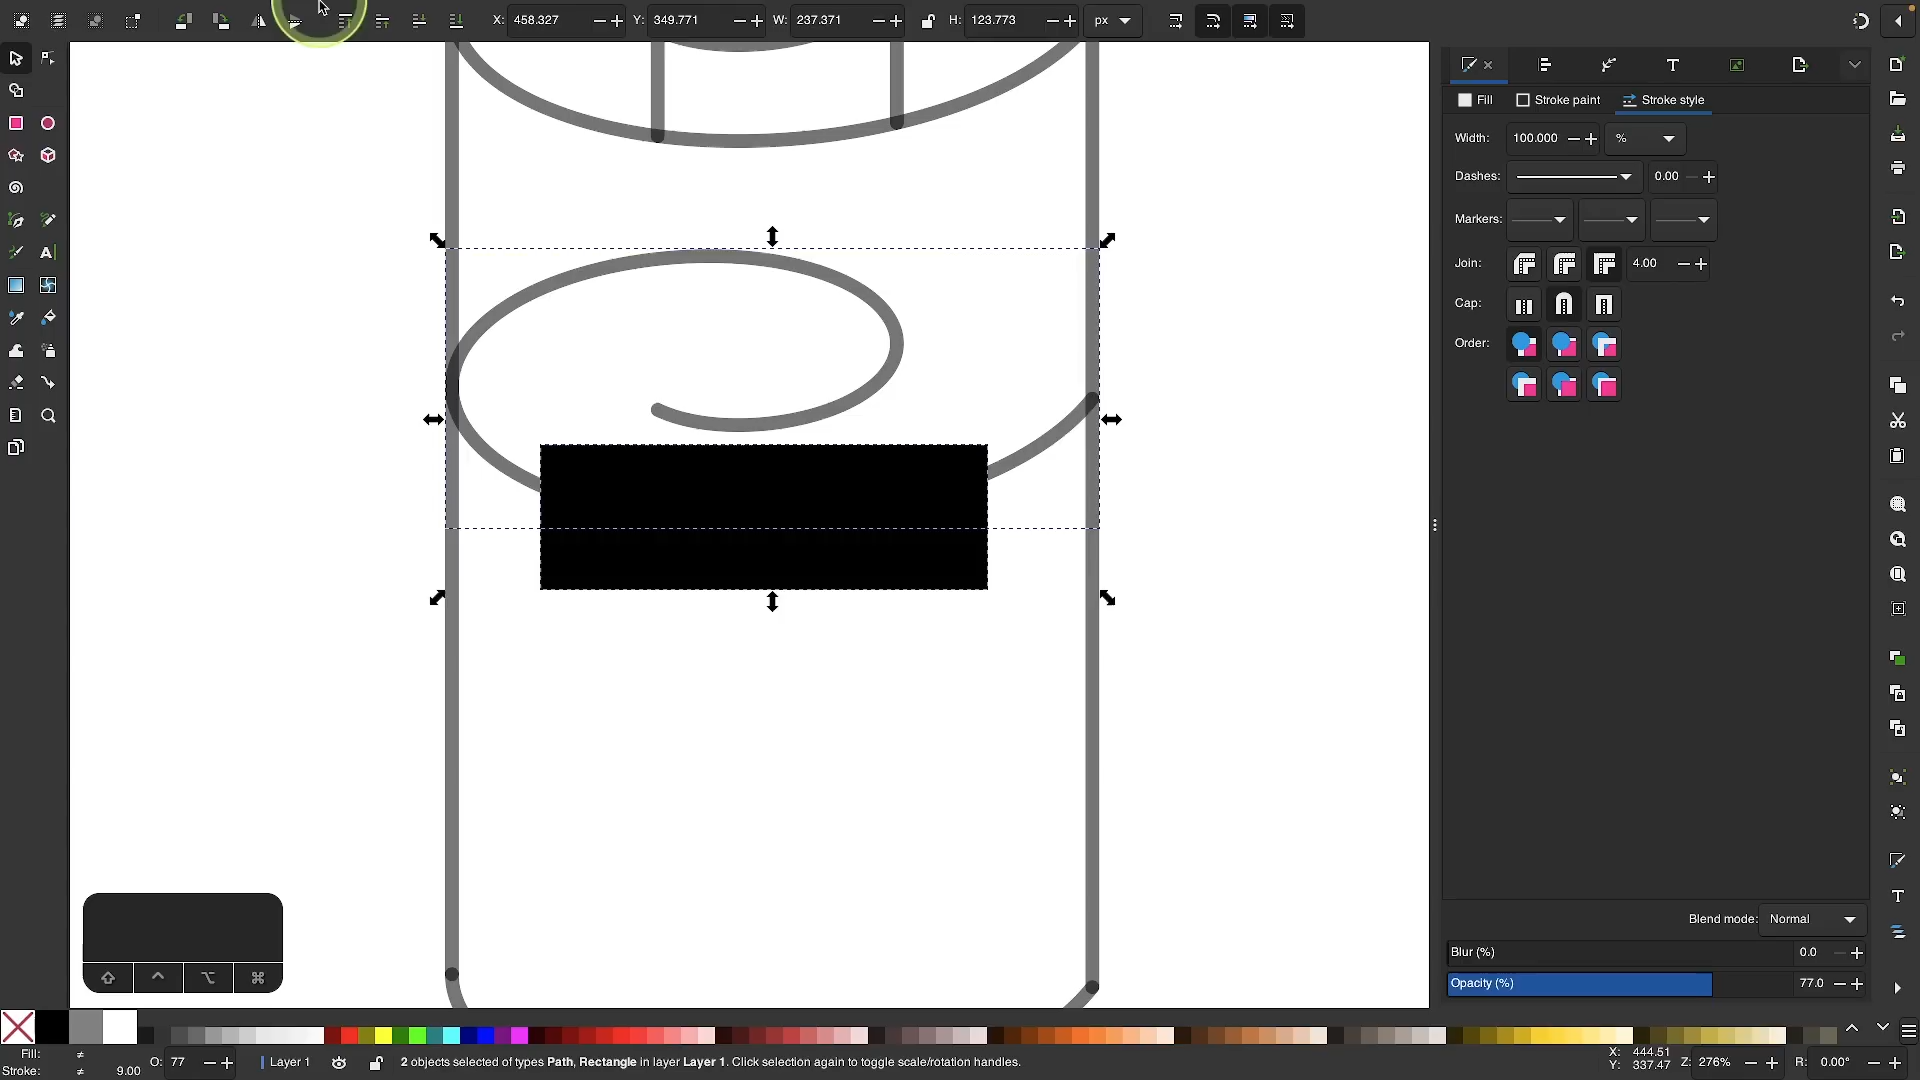 X: 458.327 Y: 349.771 W: 237.371 H: 123.773 px
Fill Stroke paint Stroke style
Width: 100.000 %
Dashes: 0.00
Markers:
Join: 4.00
Cap:
Order:
Blend mode: Normal
Blur (%) 0.0
Opacity (%) 77.0
Fill: O: 77 Layer 1 2 objects selected of types Path, Rectangle in layer Layer 1. Click selection again to toggle scale/rotation handles. X: 444.51 Z: 276% R: 0.00°
Stroke: 9.00 Y: 337.47